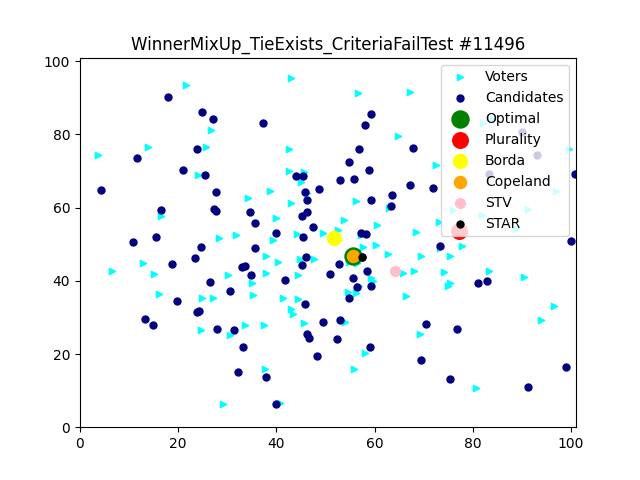 WinnerMixUp_TieExists_CriteriaFailTest #11496
100
80
60
40
20
0
0
20
40
60
80
100
Voters
Candidates
Optimal
Plurality
Borda
Copeland
STV
STAR